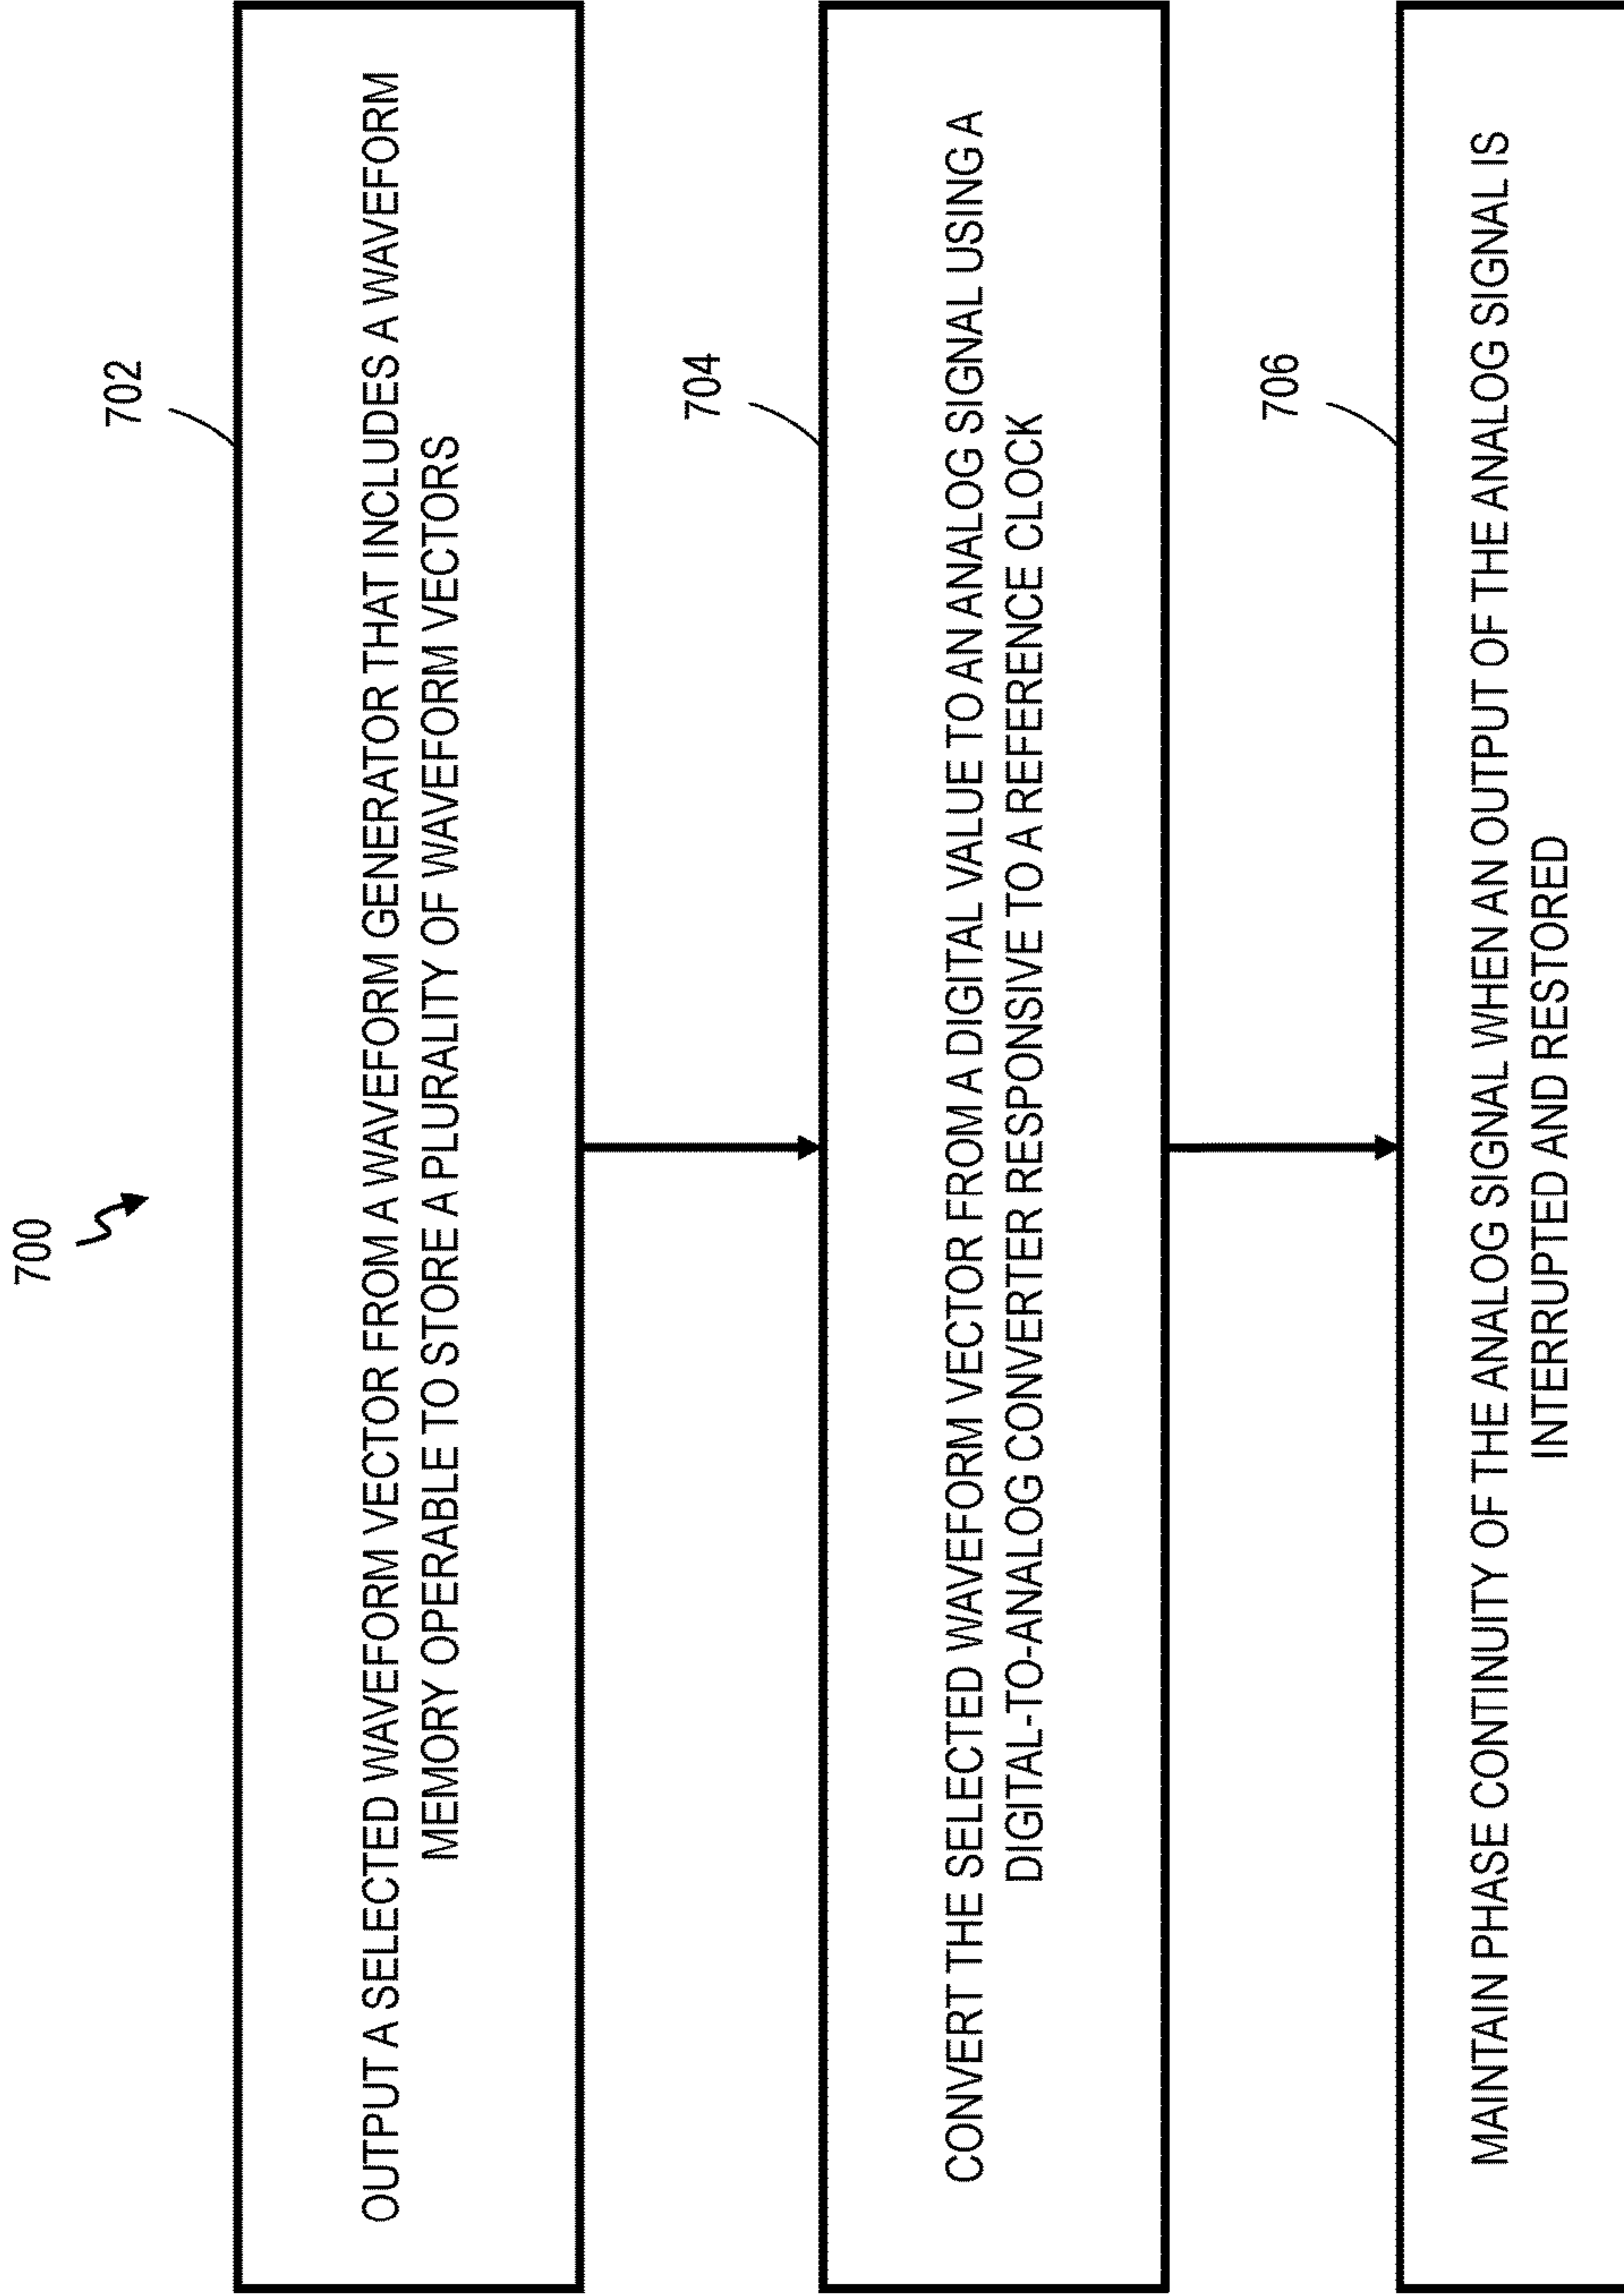 700
702
OUTPUT A SELECTED WAVEFORM VECTOR FROM A WAVEFORM GENERATOR THAT INCLUDES A WAVEFORM
MEMORY OPERABLE TO STORE A PLURALITY OF WAVEFORM VECTORS
704
CONVERT THE SELECTED WAVEFORM VECTOR FROM A DIGITAL VALUE TO AN ANALOG SIGNAL USING A
DIGITAL-TO-ANALOG CONVERTER RESPONSIVE TO A REFERENCE CLOCK
706
MAINTAIN PHASE CONTINUITY OF THE ANALOG SIGNAL WHEN AN OUTPUT OF THE ANALOG SIGNAL IS
INTERRUPTED AND RESTORED